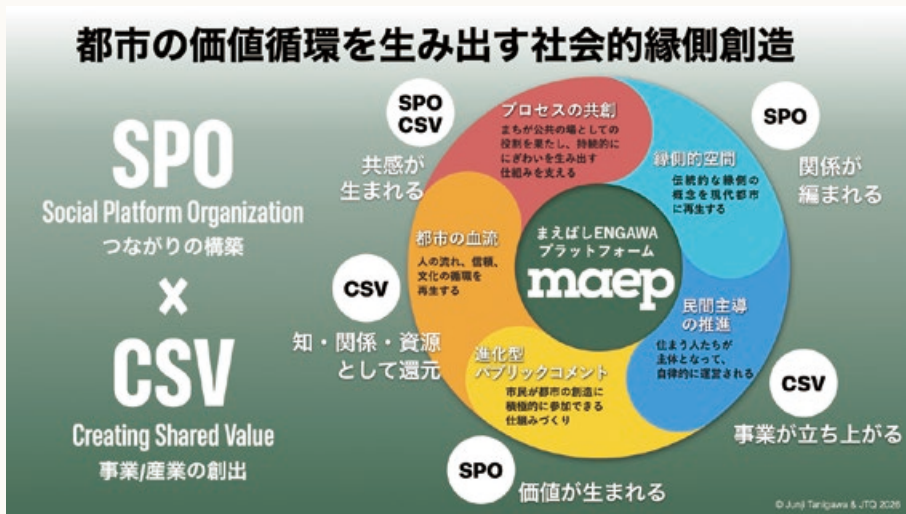 都市の価値循環を生み出す社会的縁側創造
SPO
Social Platform Organization
つながりの構築
×
CSV
Creating Shared Value
事業/産業の創出
SPO
CSV
共感が
生まれる
プロセスの共創
まちが公共の場としての
役割を果たし、持続的に
にぎわいを生み出す
仕組みを支える
SPO
関係が
編まれる
縁側的空間
伝統的な縁側の
概念を現代都市
に再生する
都市の血流
人の流れ、信頼、
文化の循環を
再生する
まえばしENGAWA
プラットフォーム
maep
CSV
知・関係・資源
として還元
民間主導
の推進
住まう人たちが
主体となって、
自律的に運営される
CSV
事業が立ち上がる
進化型
パブリックコメント
市民が都市の創造に
積極的に参加できる
仕組みづくり
SPO
価値が生まれる
© Junji Tanigawa & JTQ 2026